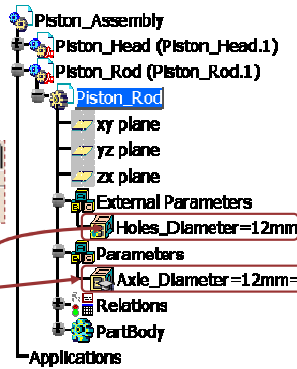 Piston_Assembly
Piston_Head (Piston_Head.1)
Piston_Rod (Piston_Rod.1)
Piston_Rod
xy plane
yz plane
zx plane
External Parameters
Holes_Diameter=12mm
Parameters
Axle_Diameter=12mm=
Relations
PartBody
Applications